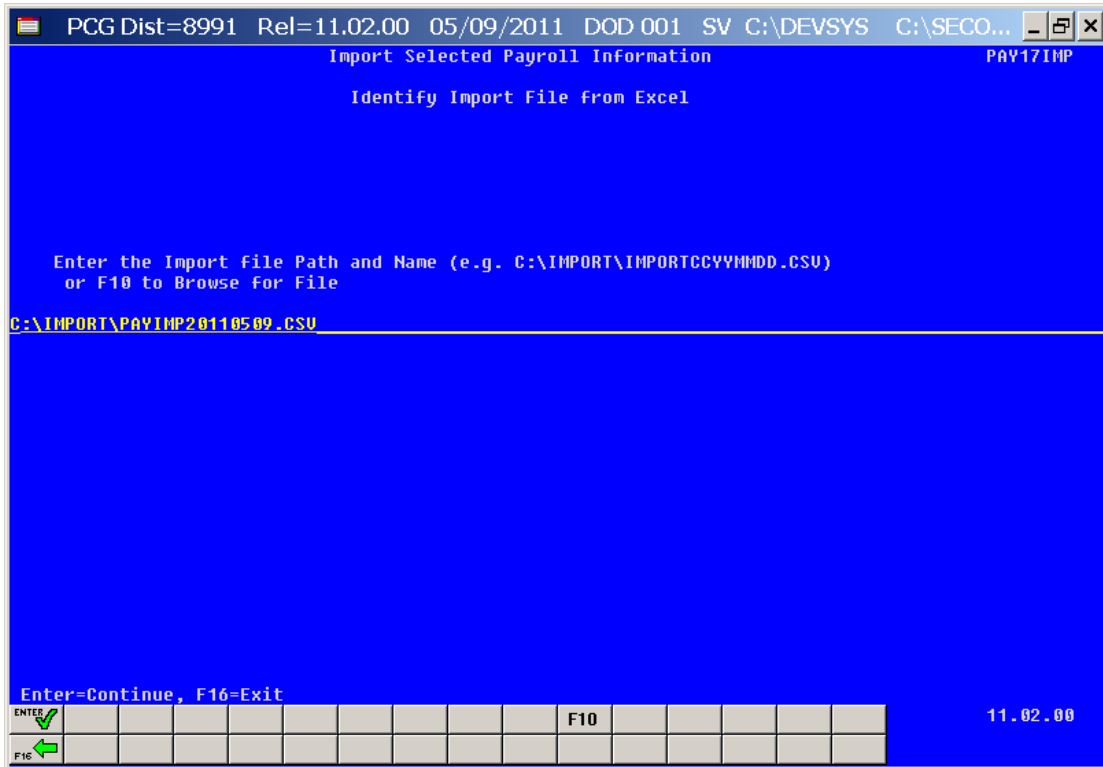 PCG Dist=8991 Rel=11.02.00 05/09/2011 DOD 001 SV C:\DEVSYS C:\SECO...
Import Selected Payroll Information PAY17IMP
Identify Import File from Excel
Enter the Import file Path and Name (e.g. C:\IMPORT\IMPORTCCYYMMDD.CSV)
or F10 to Browse for File
C:\IMPORT\PAYIMP20110509.CSV
Enter=Continue, F16=Exit
ENTER F10 11.02.00
F16